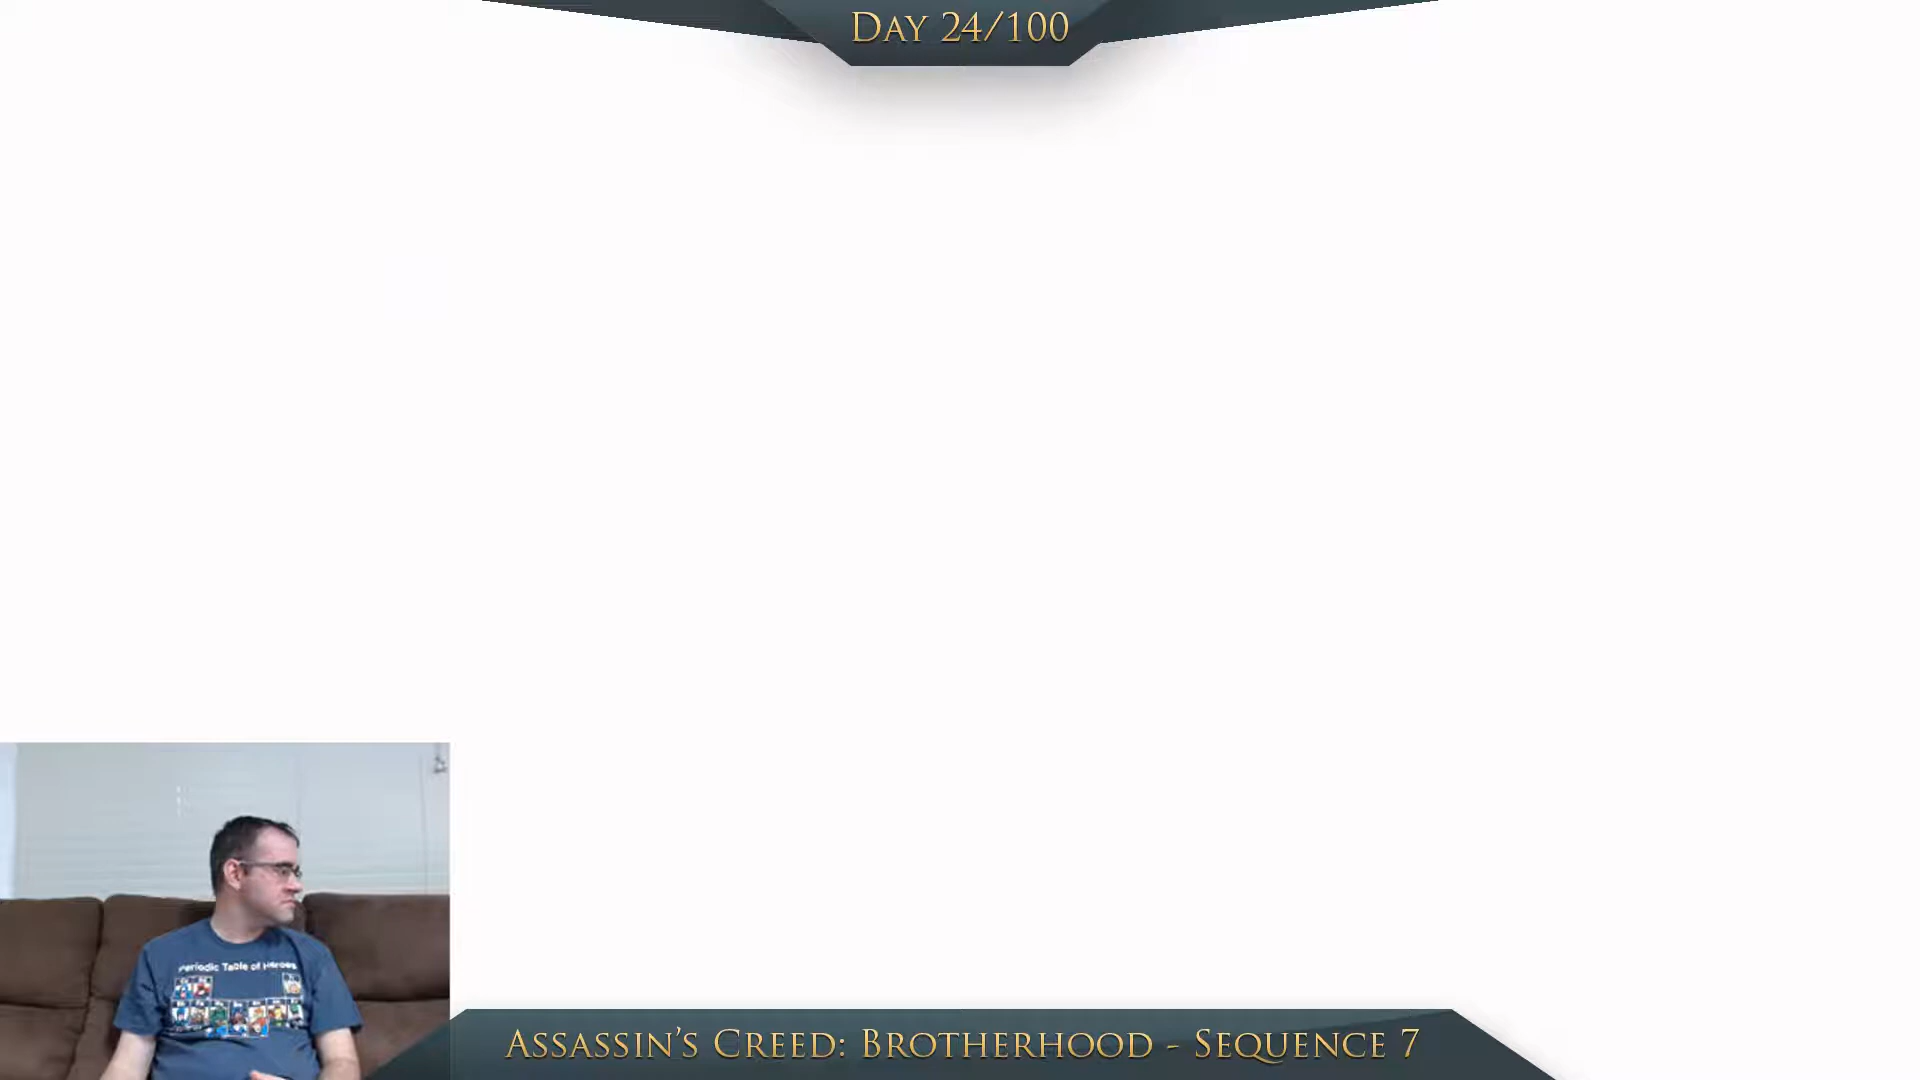 Day 24/100
Periodic Table of Heroes
Assassin's Creed: Brotherhood - Sequence 7